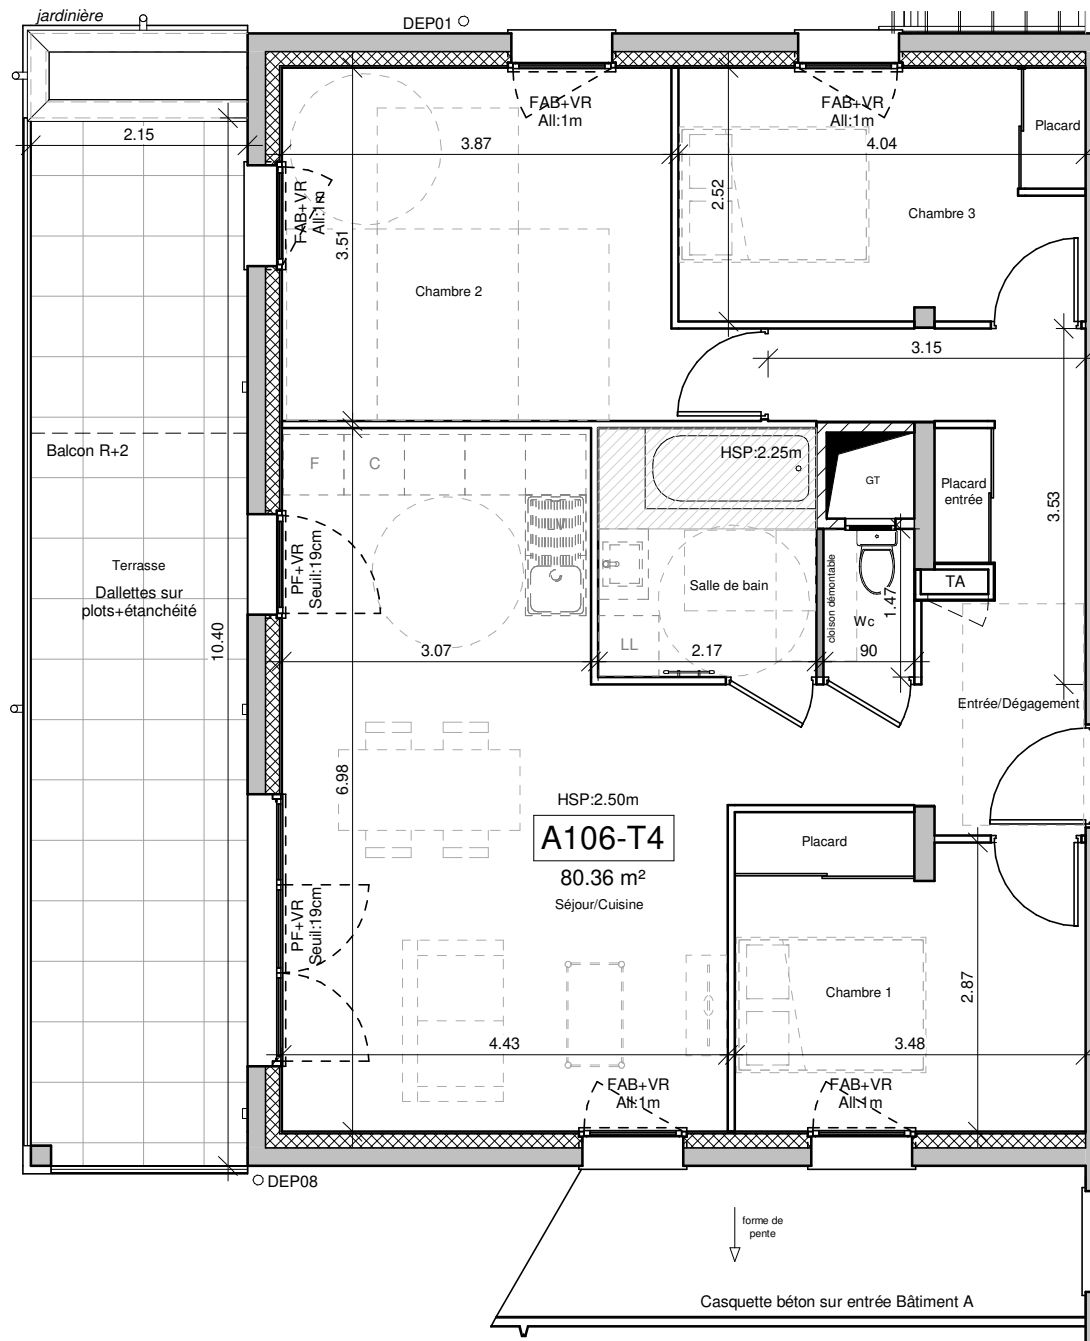 jardinière
DEP01
FAB+VR
All:1m
FAB+VR
All:1m
Placard
2.15
3.87
4.04
FAB+VR
All:1m
3.51
2.52
Chambre 3
Chambre 2
3.15
Balcon R+2
F
C
HSP:2.25m
GT
Placard
entrée
3.53
LV
PF+VR
Seuil:19cm
Terrasse
Dallettes sur
plots+étanchéité
10.40
Salle de bain
cloison démontable
1.47
TA
Wc
LL
3.07
2.17
90
Entrée/Dégagement
6.98
HSP:2.50m
A106-T4
80.36 m²
Séjour/Cuisine
Placard
PF+VR
Seuil:19cm
Chambre 1
2.87
4.43
3.48
FAB+VR
All:1m
FAB+VR
All:1m
DEP08
forme de
pente
Casquette béton sur entrée Bâtiment A